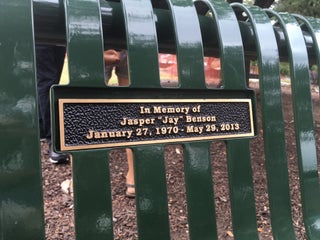 In Memory of
Jasper "Jay" Benson
January 27, 1970 - May 29, 2013